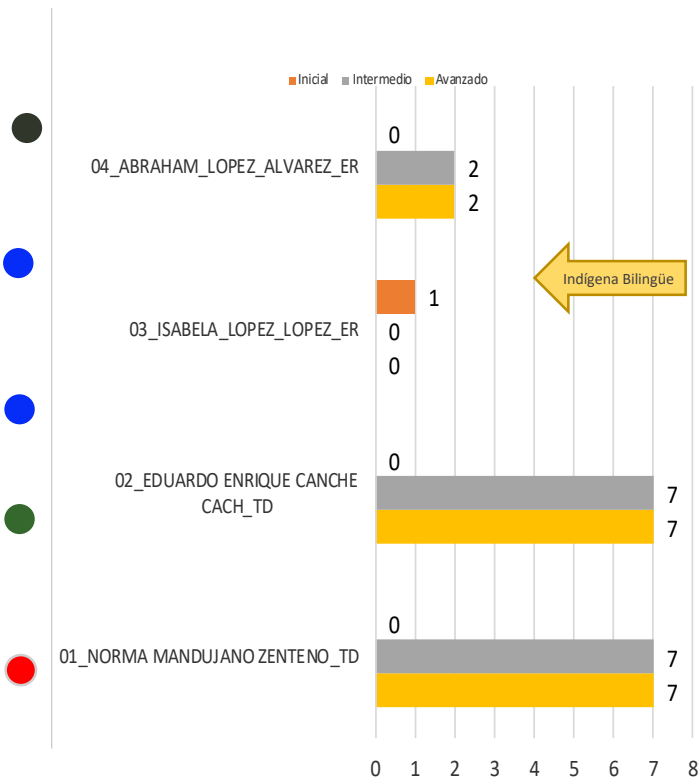 Inicial Intermedio Avanzado
0
04_ABRAHAM_LOPEZ_ALVAREZ_ER
2
2
Indígena Bilingüe
1
03_ISABELA_LOPEZ_LOPEZ_ER
0
0
0
02_EDUARDO ENRIQUE CANCHE
CACH_TD
7
7
0
01_NORMA MANDUJANO ZENTENO_TD
7
7
0 1 2 3 4 5 6 7 8